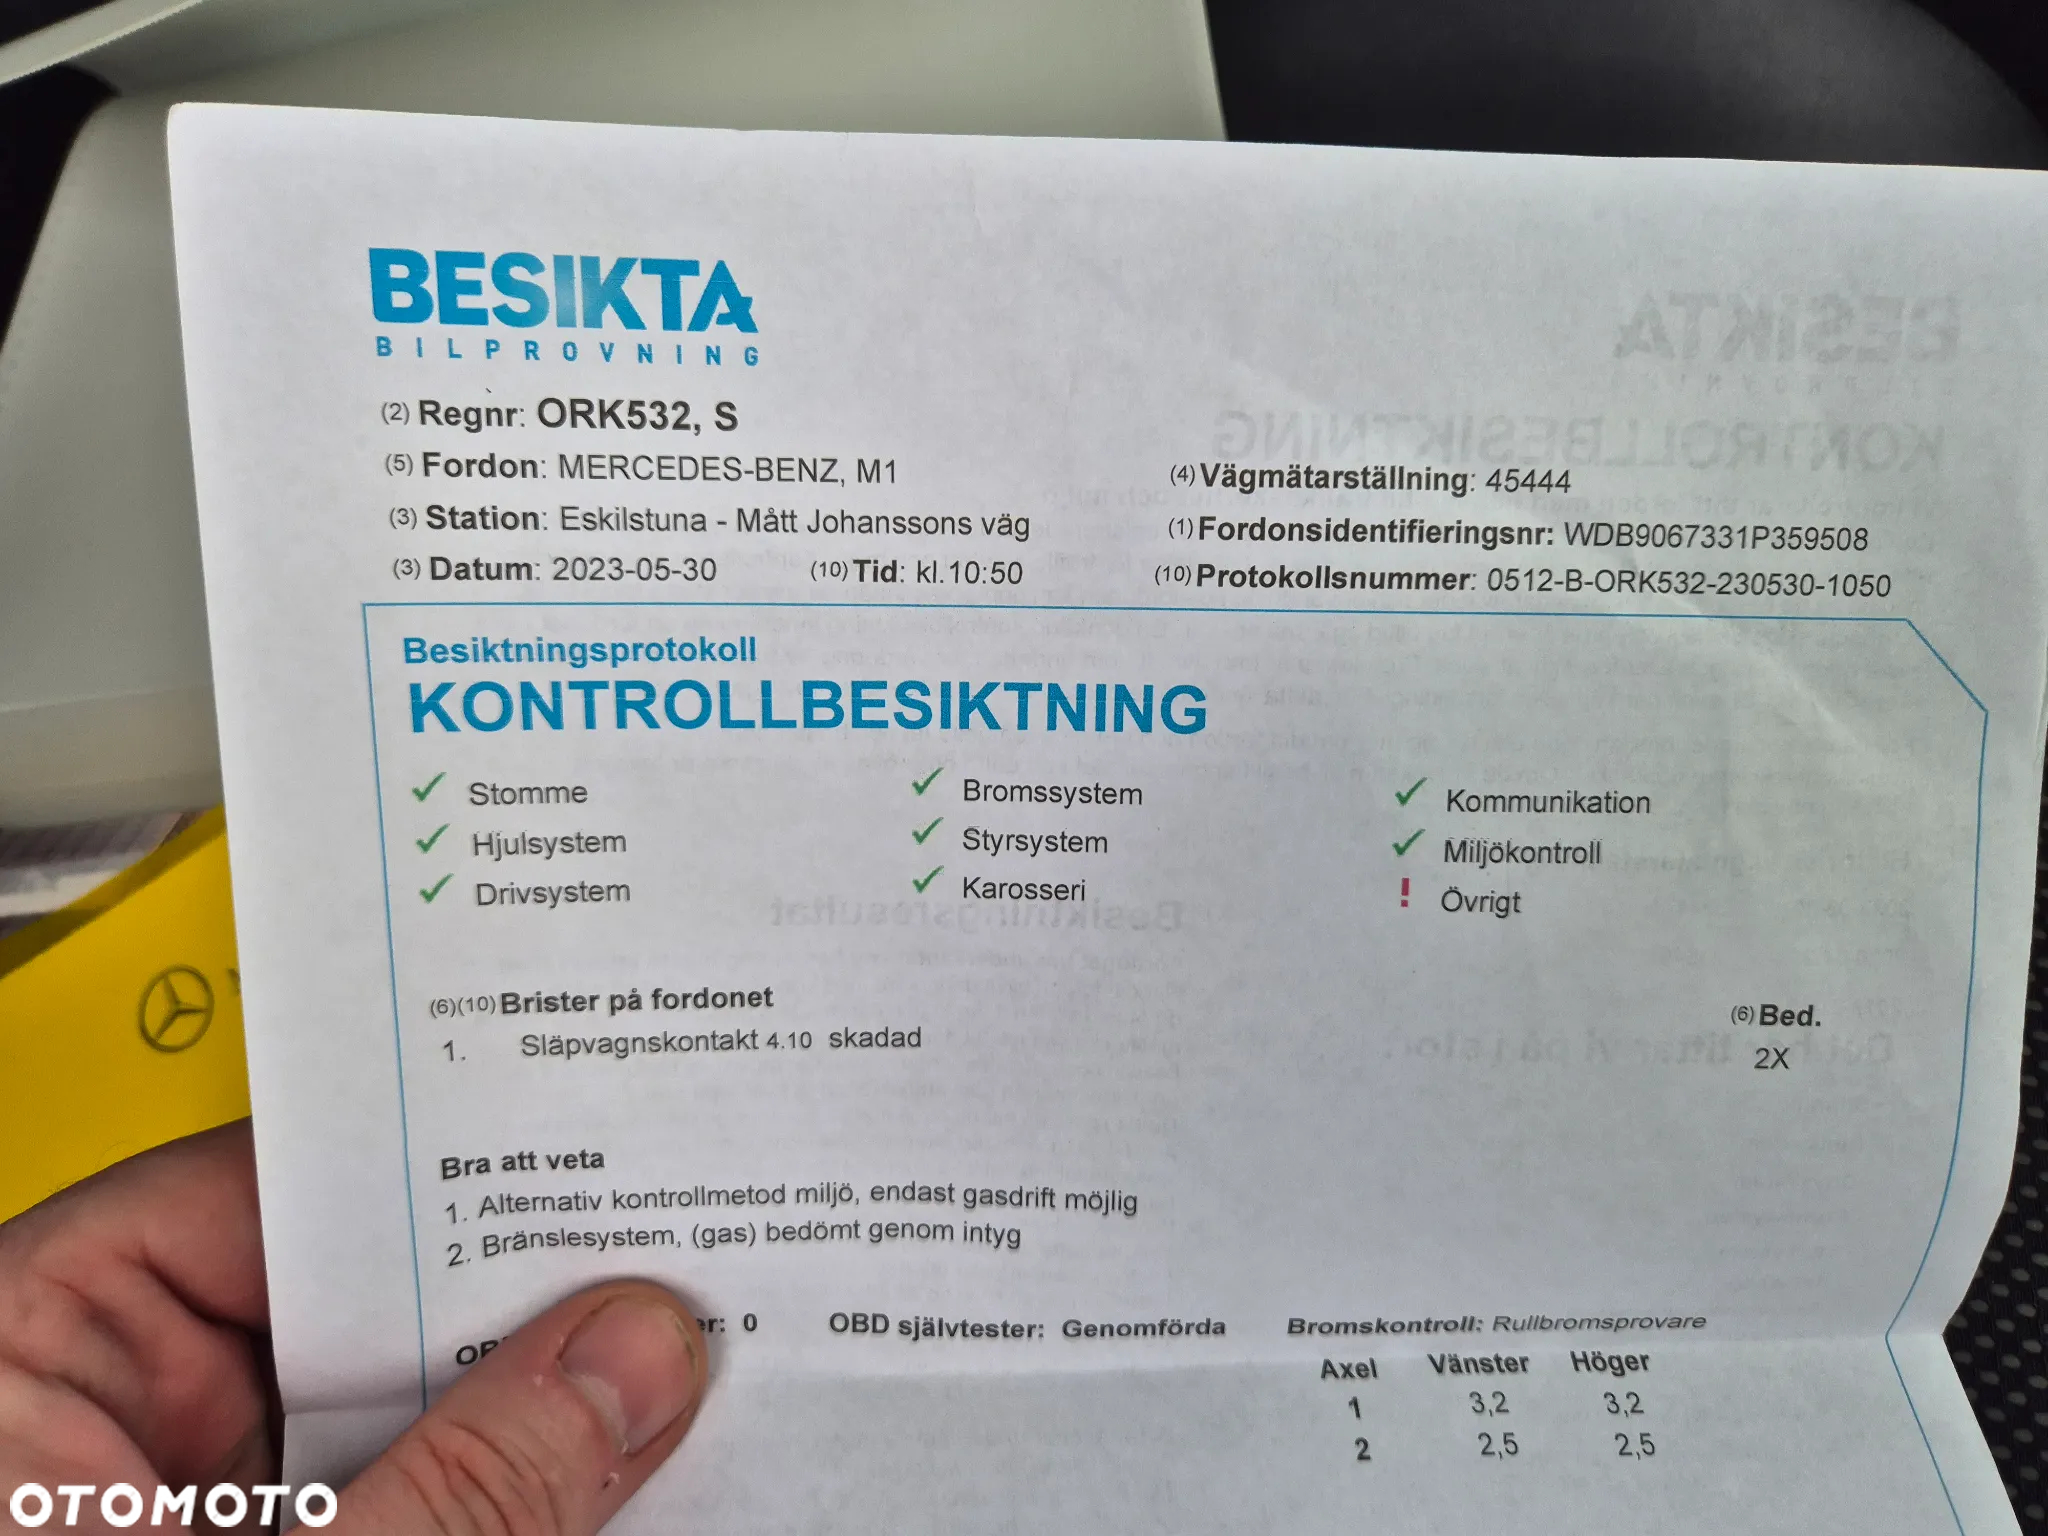 BESIKTA
BILPROVNING
(2) Regnr: ORK532, S
(5) Fordon: MERCEDES-BENZ, M1
(4) Vägmätarställning: 45444
(3) Station: Eskilstuna - Mått Johanssons väg
(1) Fordonsidentifieringsnr: WDB9067331P359508
(3) Datum: 2023-05-30 (10) Tid: kl.10:50
(10) Protokollsnummer: 0512-B-ORK532-230530-1050
Besiktningsprotokoll
KONTROLLBESIKTNING
Stomme Bromssystem Kommunikation
Hjulsystem Styrsystem Miljökontroll
Drivsystem Karosseri ! Övrigt
(6)(10) Brister på fordonet (6) Bed.
1. Släpvagnskontakt 4.10 skadad 2X
Bra att veta
1. Alternativ kontrollmetod miljö, endast gasdrift möjlig
2. Bränslesystem, (gas) bedömt genom intyg
0 OBD självtester: Genomförda Bromskontroll: Rullbromsprovare
Axel Vänster Höger
1 3,2 3,2
2 2,5 2,5
OTOMOTO